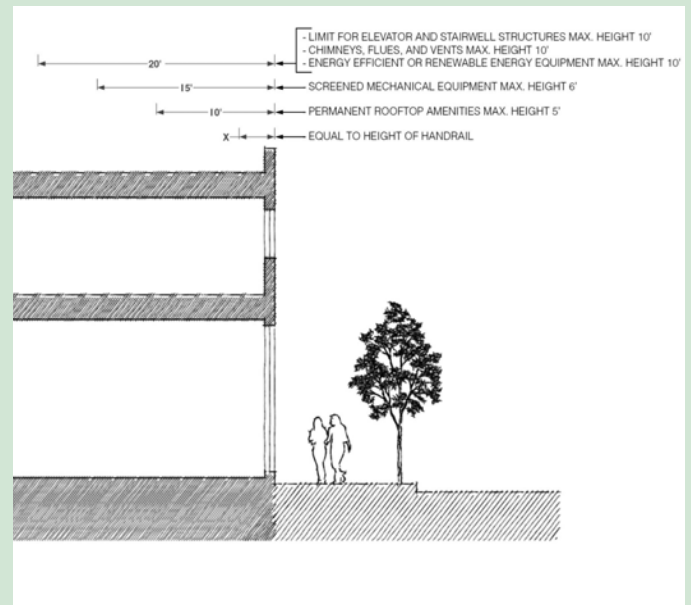 - LIMIT FOR ELEVATOR AND STAIRWELL STRUCTURES MAX. HEIGHT 10'
- CHIMNEYS, FLUES, AND VENTS MAX. HEIGHT 10'
20' - ENERGY EFFICIENT OR RENEWABLE ENERGY EQUIPMENT MAX. HEIGHT 10'
15' SCREENED MECHANICAL EQUIPMENT MAX. HEIGHT 6'
10' PERMANENT ROOFTOP AMENITIES MAX. HEIGHT 5'
X EQUAL TO HEIGHT OF HANDRAIL